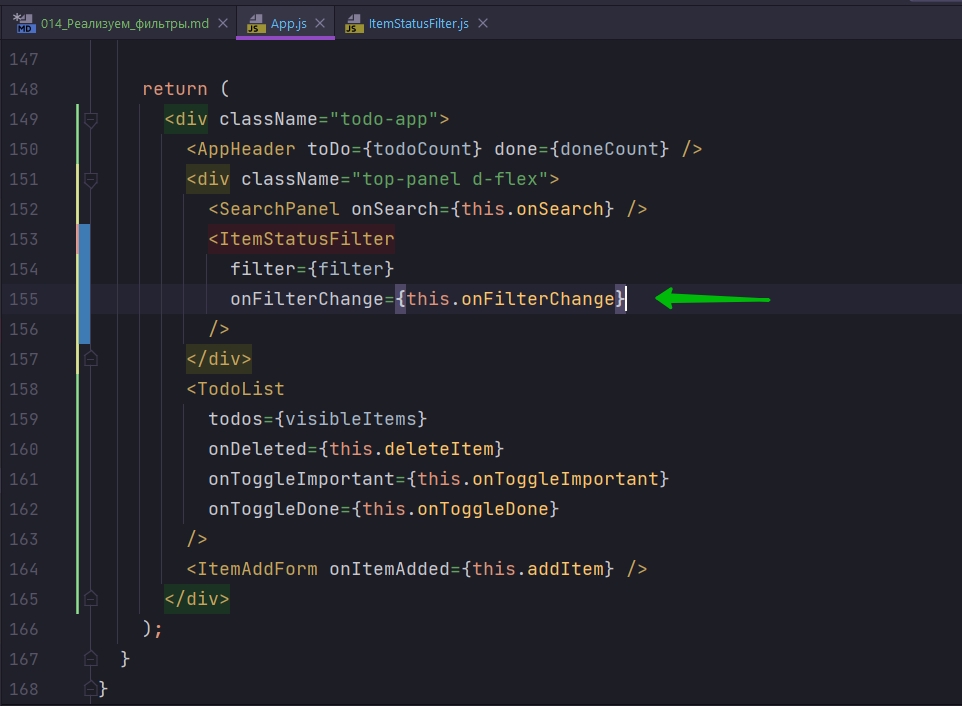 014_Реализуем_фильтры.md App.js ItemStatusFilter.js
147
148 return (
149 <div className="todo-app">
150 <AppHeader toDo={todoCount} done={doneCount} />
151 <div className="top-panel d-flex">
152 <SearchPanel onSearch={this.onSearch} />
153 <ItemStatusFilter
154 filter={filter}
155 onFilterChange={this.onFilterChange}
156 />
157 </div>
158 <TodoList
159 todos={visibleItems}
160 onDeleted={this.deleteItem}
161 onToggleImportant={this.onToggleImportant}
162 onToggleDone={this.onToggleDone}
163 />
164 <ItemAddForm onItemAdded={this.addItem} />
165 </div>
166 );
167 }
168 }